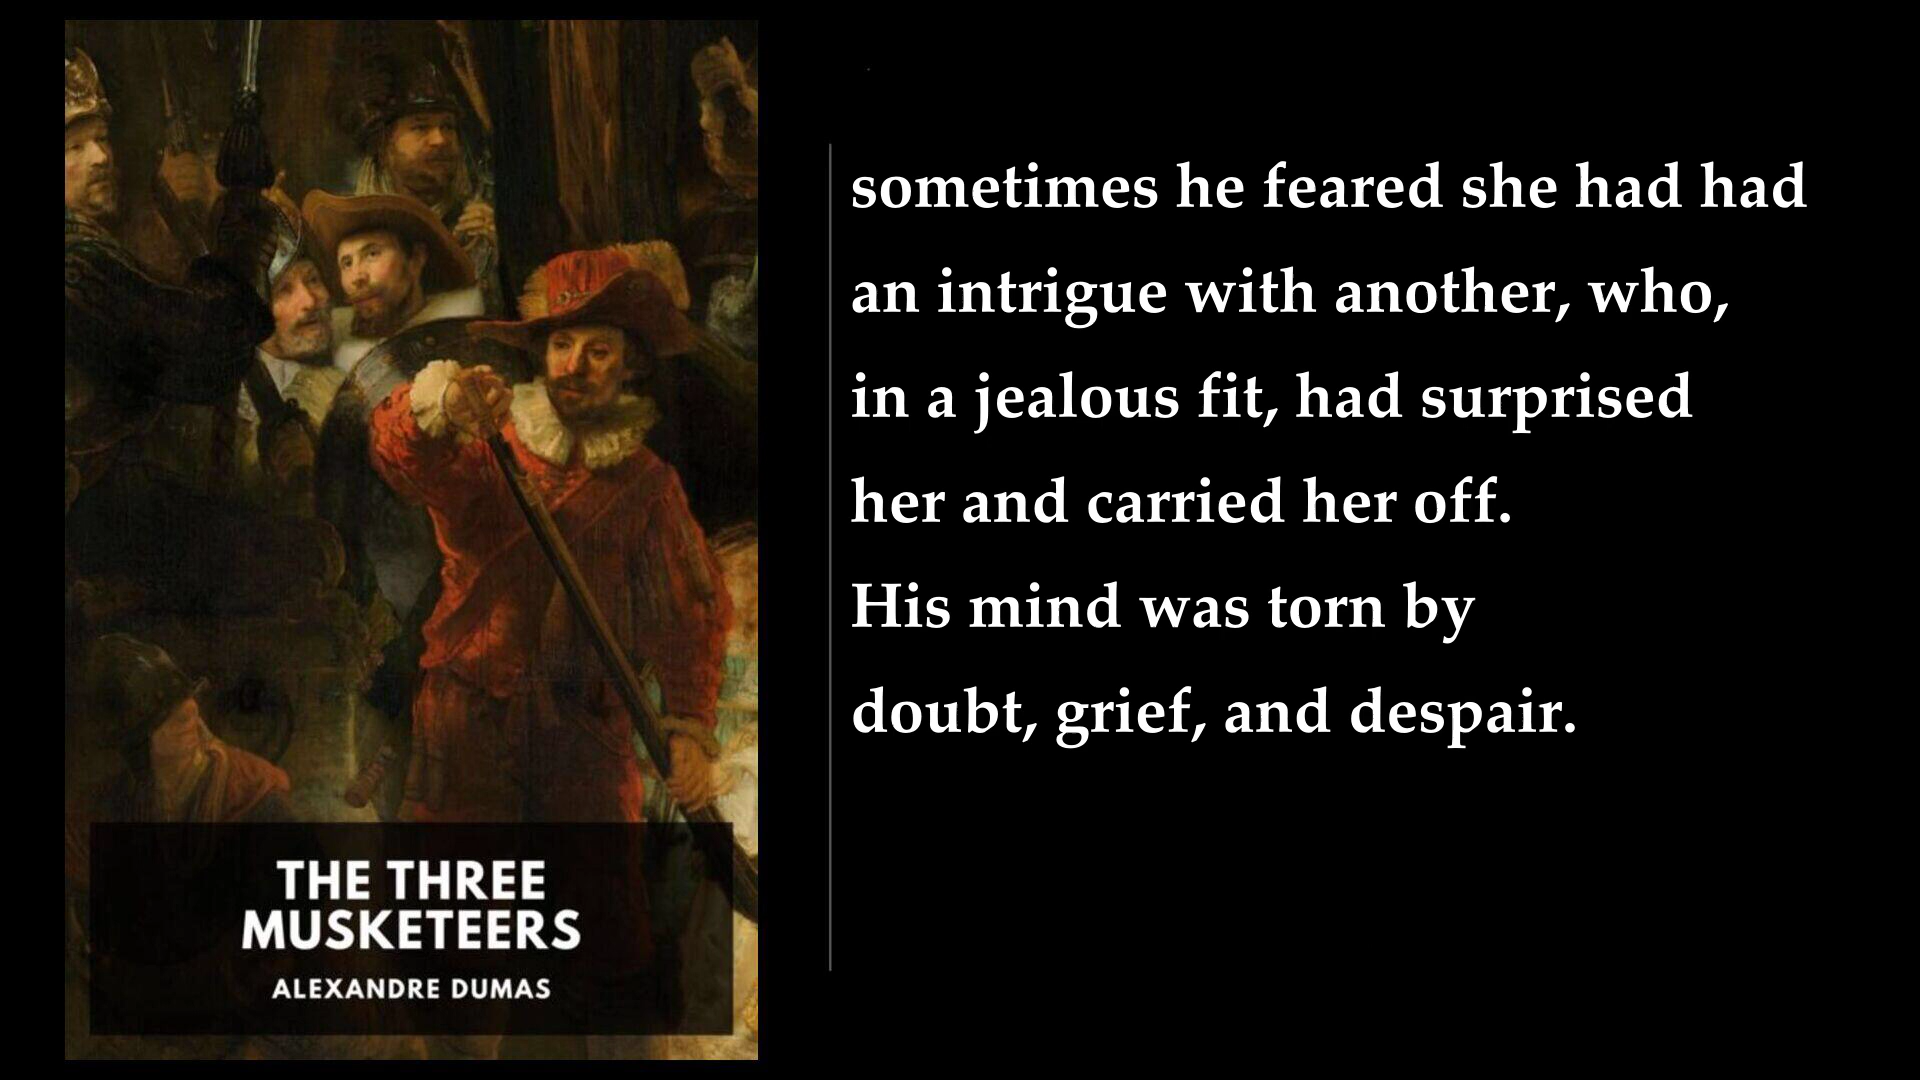 THE THREE
MUSKETEERS
ALEXANDRE DUMAS
sometimes he feared she had had
an intrigue with another, who,
in a jealous fit, had surprised
her and carried her off.
His mind was torn by
doubt, grief, and despair.